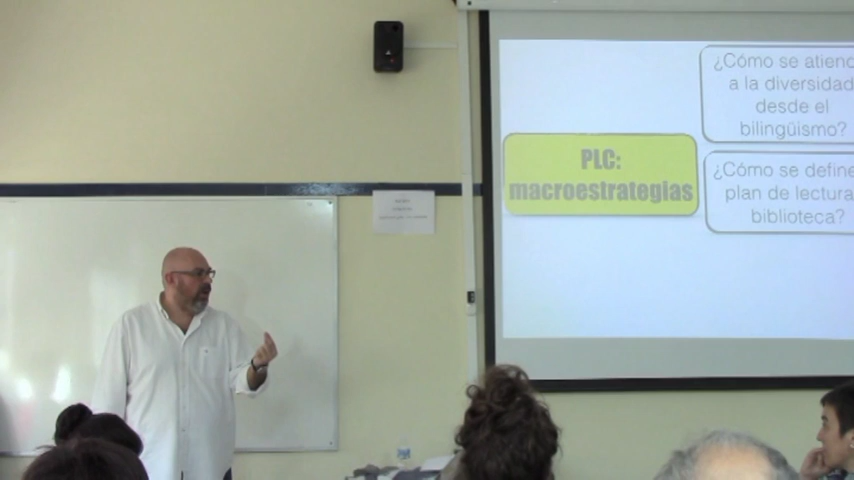 PLC:
macroestrategias
¿Cómo se atiend
a la diversidad
desde el
bilingüismo?
¿Cómo se define
plan de lectura
biblioteca?